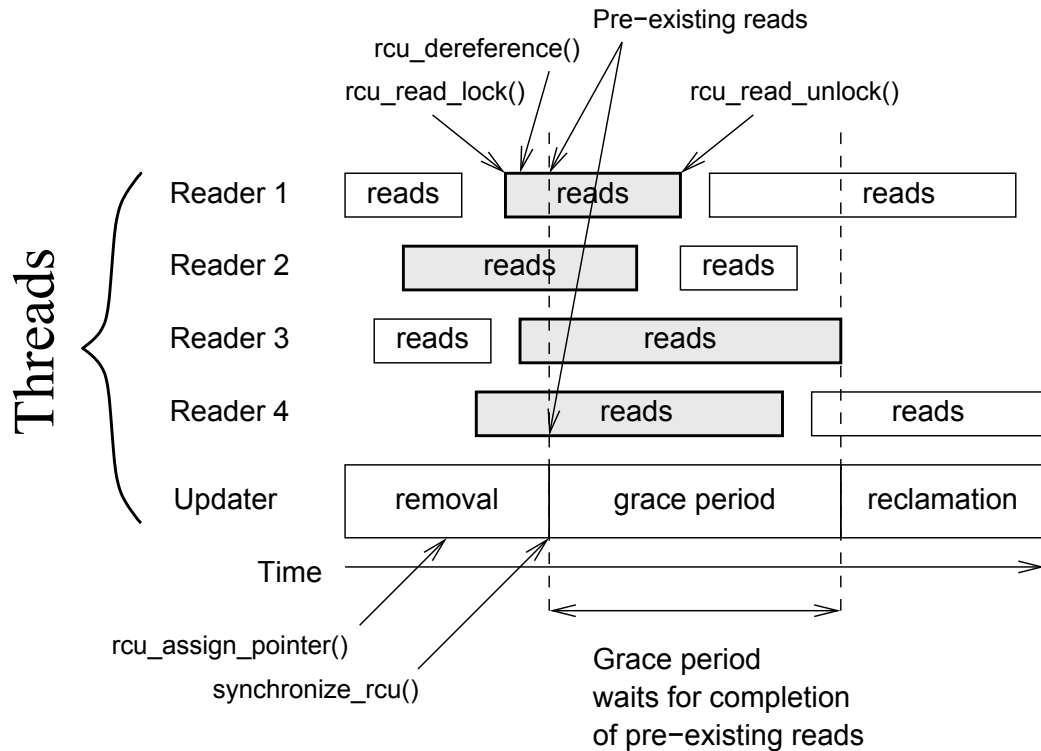 Pre−existing reads
rcu_dereference()
rcu_read_lock()
rcu_read_unlock()
Threads
Reader 1
reads
reads
reads
Reader 2
reads
reads
Reader 3
reads
reads
Reader 4
reads
reads
Updater
removal
grace period
reclamation
Time
rcu_assign_pointer()
synchronize_rcu()
Grace period
waits for completion
of pre−existing reads